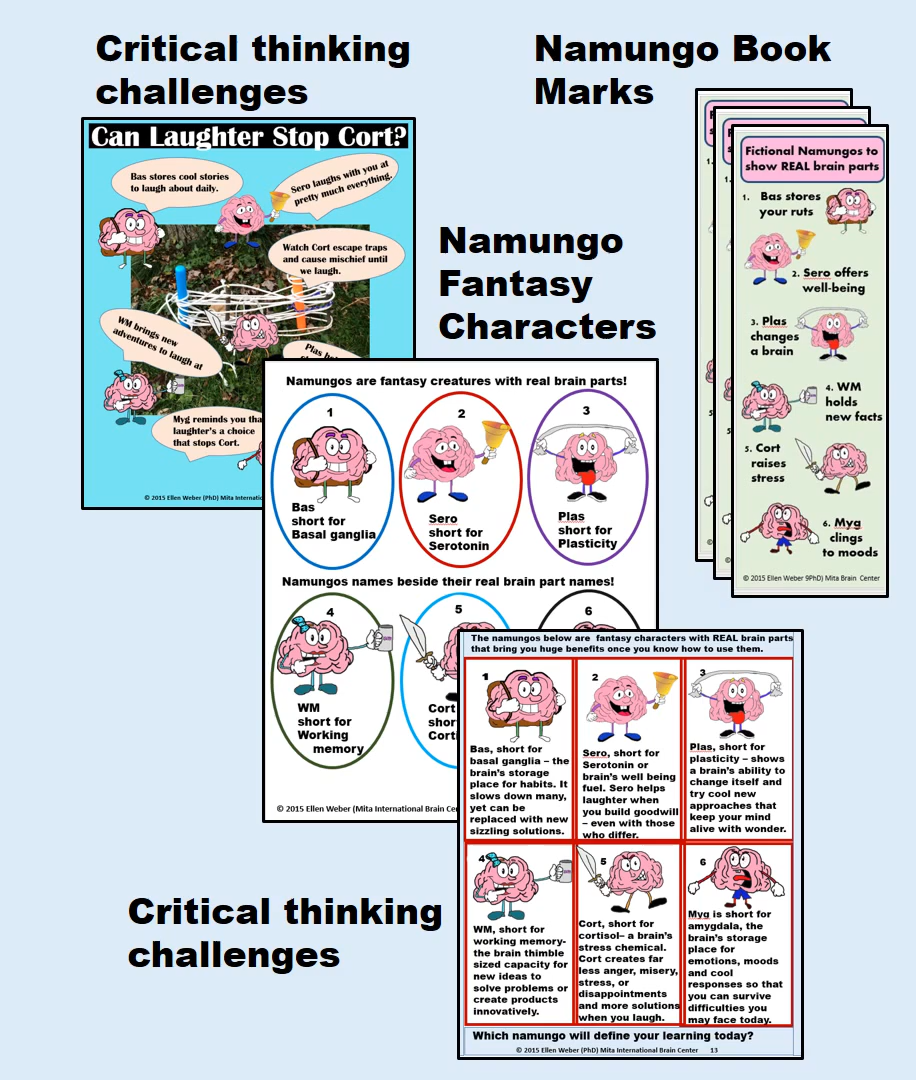 Critical thinking
challenges
Namungo Book
Marks
Can Laughter Stop Cort?
Bas stores cool stories
to laugh about daily.
Sero laughs with you at
pretty much everything.
Watch Cort escape traps
and cause mischief until
we laugh.
WM brings new
adventures to laugh at
Plas
Myg reminds you
laughter's a choice
that stops Cort.
© 2015 Ellen Weber (PhD) Mita
Namungo
Fantasy
Characters
Fictional Namungos to
show REAL brain parts
1. Bas stores
your ruts
2. Sero offers
well-being
3. Plas
changes
a brain
4. WM
holds
new facts
5. Cort
raises
stress
6. Myg
clings
to moods
© 2015 Ellen Weber 9PhD) Mita Brain Center
Namungos are fantasy creatures with real brain parts!
1
Bas
short for
Basal ganglia
2
Sero
short for
Serotonin
3
Plas
short for
Plasticity
Namungos names beside their real brain part names!
4
WM
short for
Working
memory
5
Cort
6
© 2015 Ellen Weber (Mita International Brain
The namungos below are fantasy characters with REAL brain parts
that bring you huge benefits once you know how to use them.
1
Bas, short for
basal ganglia – the
brain's storage
place for habits. It
slows down many,
yet can be
replaced with new
sizzling solutions.
2
Sero, short for
Serotonin or
brain's well being
fuel. Sero helps
laughter when
you build goodwill
– even with those
who differ.
3
Plas, short for
plasticity – shows
a brain's ability to
change itself and
try cool new
approaches that
keep your mind
alive with wonder.
4
WM, short for
working memory-
the brain thimble
sized capacity for
new ideas to
solve problems or
create products
innovatively.
5
Cort, short for
cortisol– a brain's
stress chemical.
Cort creates far
less anger, misery,
stress, or
disappointments
and more solutions
when you laugh.
6
Myg is short for
amygdala, the
brain's storage
place for
emotions, moods
and cool
responses so that
you can survive
difficulties you
may face today.
Which namungo will define your learning today?
© 2015 Ellen Weber (PhD) Mita International Brain Center 13
Critical thinking
challenges